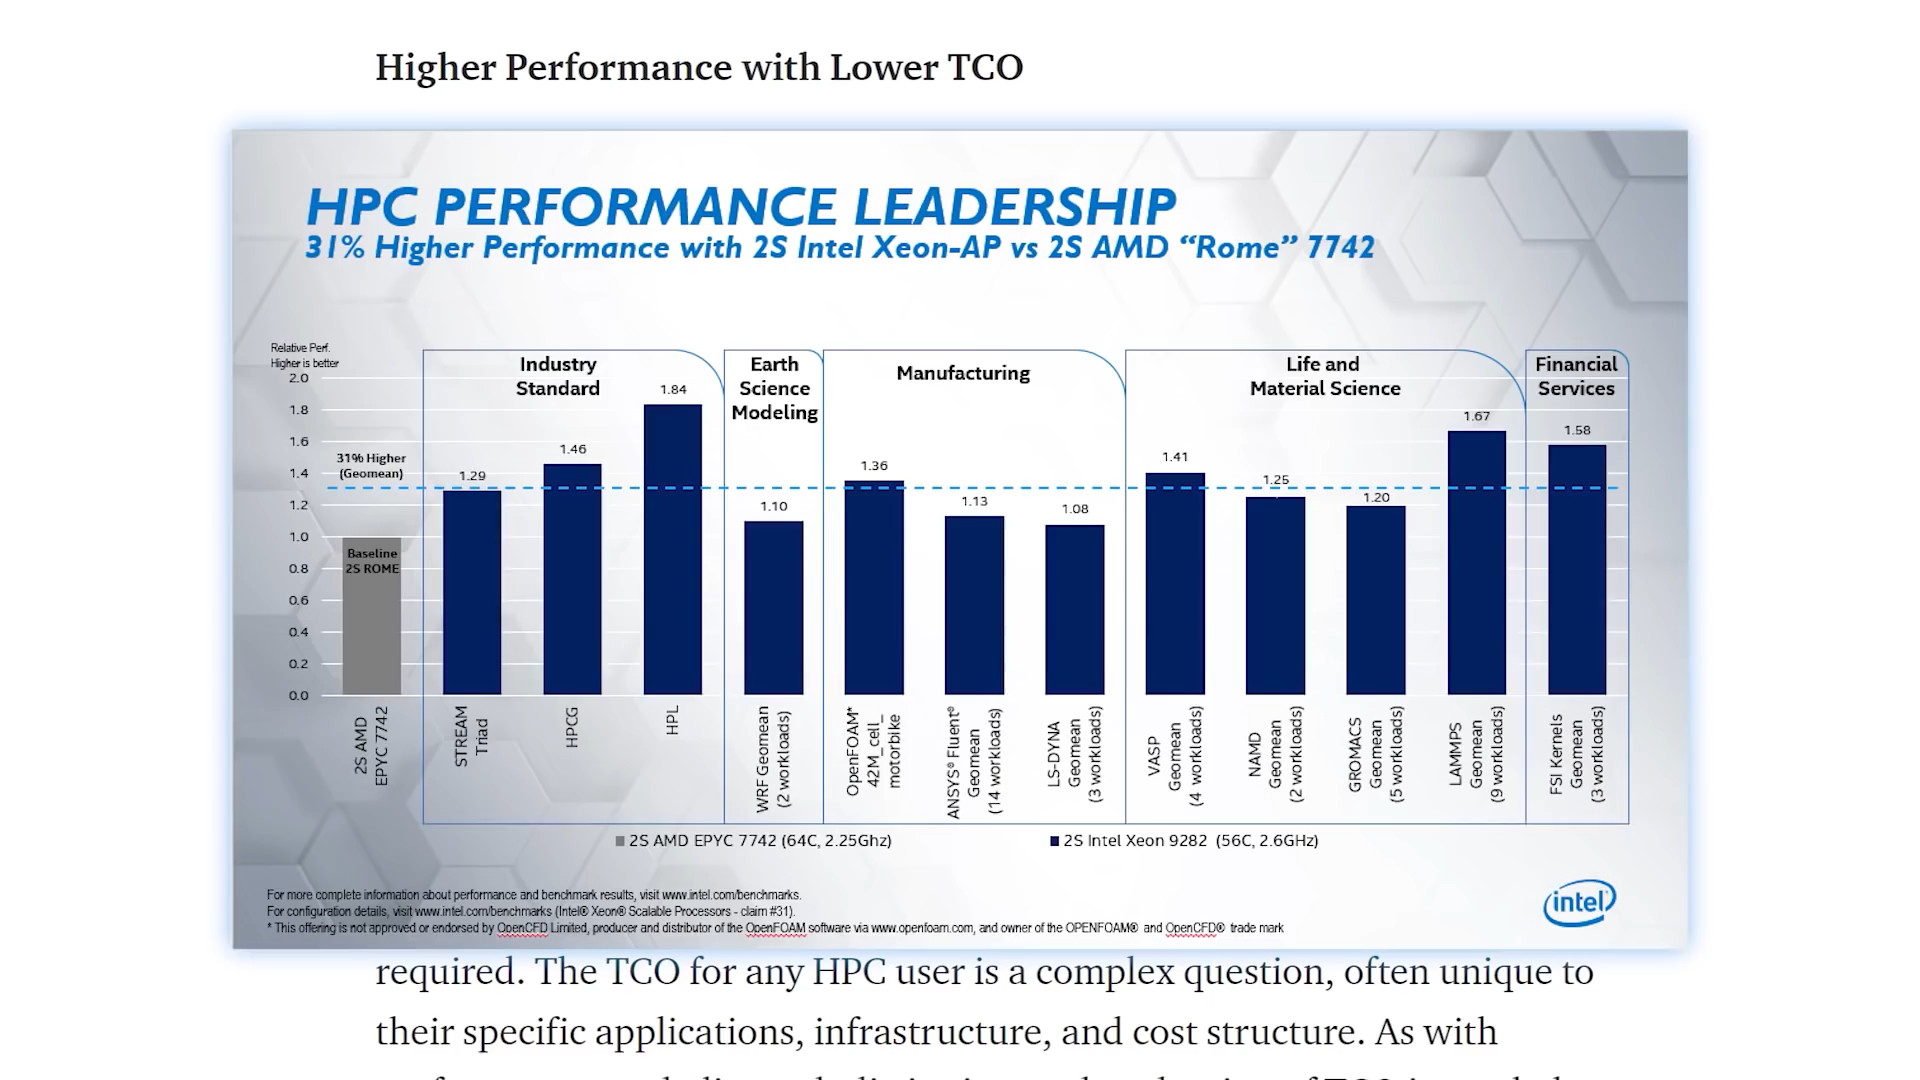 Higher Performance with Lower TCO
HPC PERFORMANCE LEADERSHIP
31% Higher Performance with 2S Intel Xeon-AP vs 2S AMD “Rome” 7742
Relative Perf.
Higher is better
2.0
1.8
1.6
1.4
1.2
1.0
0.8
0.6
0.4
0.2
0.0
31% Higher
(Geomean)
Baseline
2S ROME
Industry
Standard
Earth
Science
Modeling
Manufacturing
Life and
Material Science
Financial
Services
1.29
1.46
1.84
1.10
1.36
1.13
1.08
1.41
1.25
1.20
1.67
1.58
2S AMD
EPYC 7742
STREAM
Triad
HPCG
HPL
WRF Geomean
(2 workloads)
OpenFOAM*
42M_cell_
motorbike
ANSYS® Fluent®
Geomean
(14 workloads)
LS-DYNA
Geomean
(3 workloads)
VASP
Geomean
(4 workloads)
NAMD
Geomean
(2 workloads)
GROMACS
Geomean
(5 workloads)
LAMMPS
Geomean
(9 workloads)
FSI Kernels
Geomean
(3 workloads)
2S AMD EPYC 7742 (64C, 2.25Ghz)
2S Intel Xeon 9282 (56C, 2.6GHz)
For more complete information about performance and benchmark results, visit www.intel.com/benchmarks.
For configuration details, visit www.intel.com/benchmarks (Intel® Xeon® Scalable Processors - claim #31).
* This offering is not approved or endorsed by OpenCFD Limited, producer and distributor of the OpenFOAM software via www.openfoam.com, and owner of the OPENFOAM® and OpenCFD® trade mark
intel
required. The TCO for any HPC user is a complex question, often unique to
their specific applications, infrastructure, and cost structure. As with